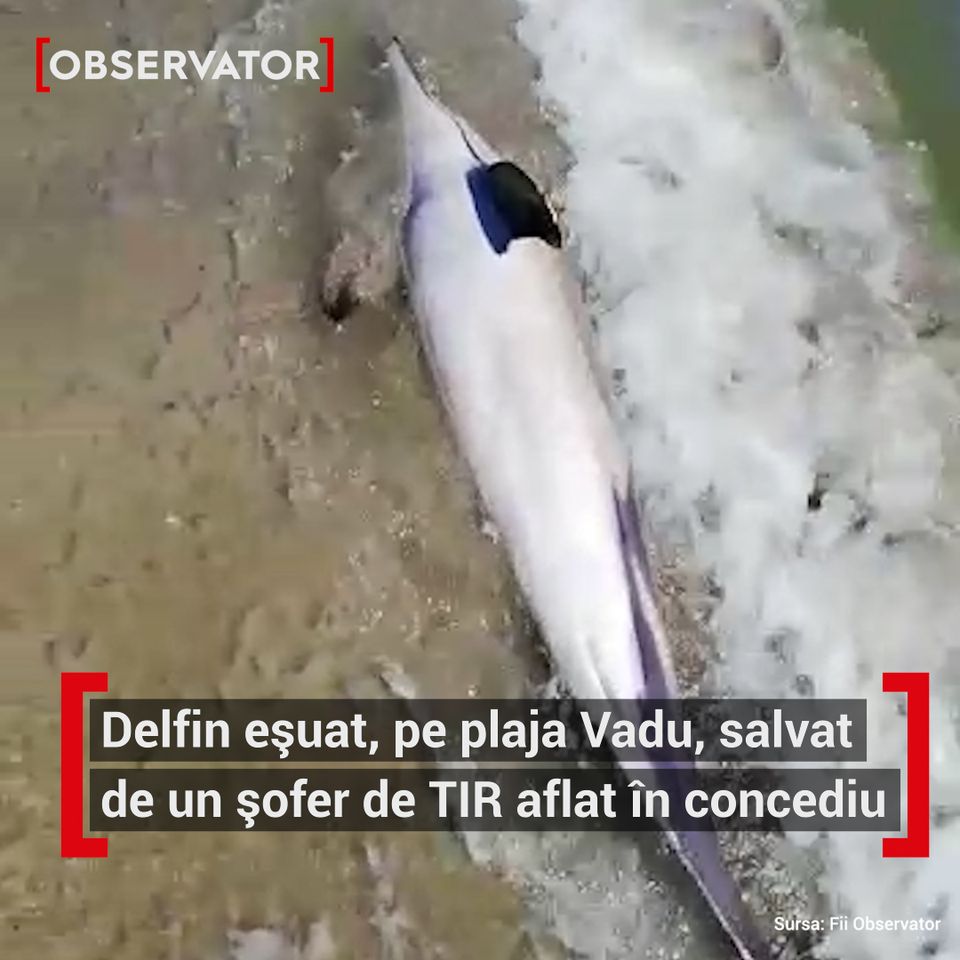 [OBSERVATOR]
Delfin eşuat, pe plaja Vadu, salvat
de un şofer de TIR aflat în concediu
Sursa: Fii Observator